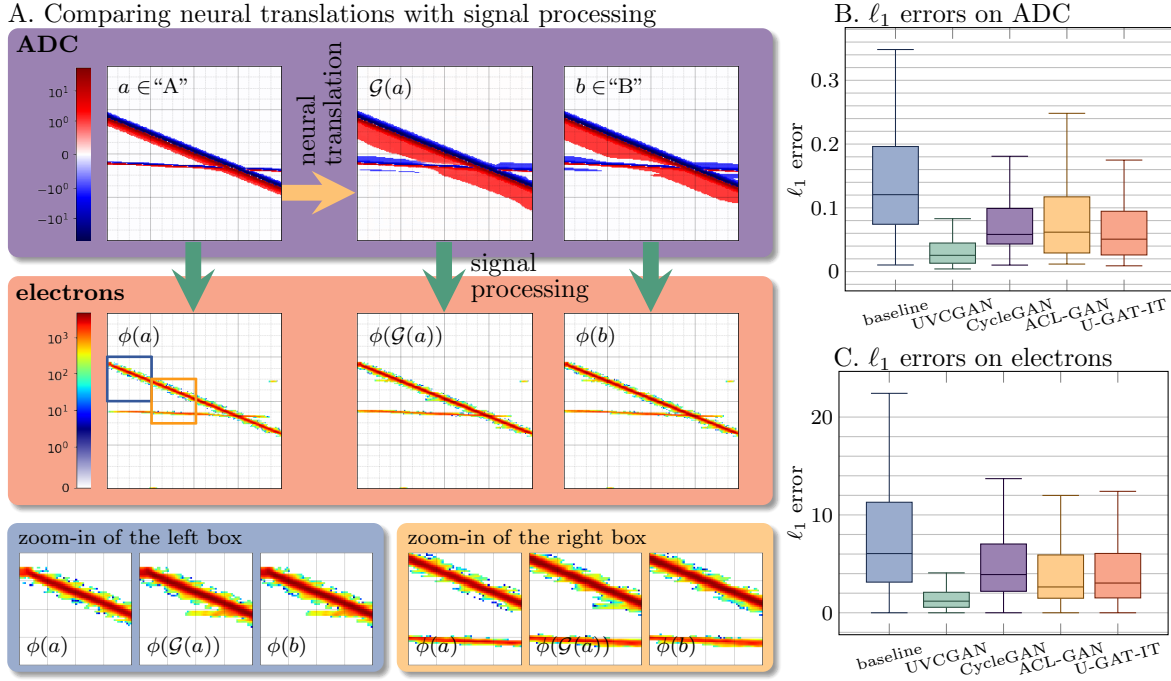 A. Comparing neural translations with signal processing
ADC
10¹
10⁰
0
−10⁰
−10¹
a ∈ “A”
neural
translation
𝒢(a)
b ∈ “B”
signal
processing
electrons
10³
10²
10¹
10⁰
0
ϕ(a)
ϕ(𝒢(a))
ϕ(b)
zoom-in of the left box
ϕ(a)
ϕ(𝒢(a))
ϕ(b)
zoom-in of the right box
ϕ(a)
ϕ(𝒢(a))
ϕ(b)
B. ℓ₁ errors on ADC
ℓ₁ error
0.3
0.2
0.1
0
baseline
UVCGAN
CycleGAN
ACL-GAN
U-GAT-IT
C. ℓ₁ errors on electrons
ℓ₁ error
20
10
0
baseline
UVCGAN
CycleGAN
ACL-GAN
U-GAT-IT